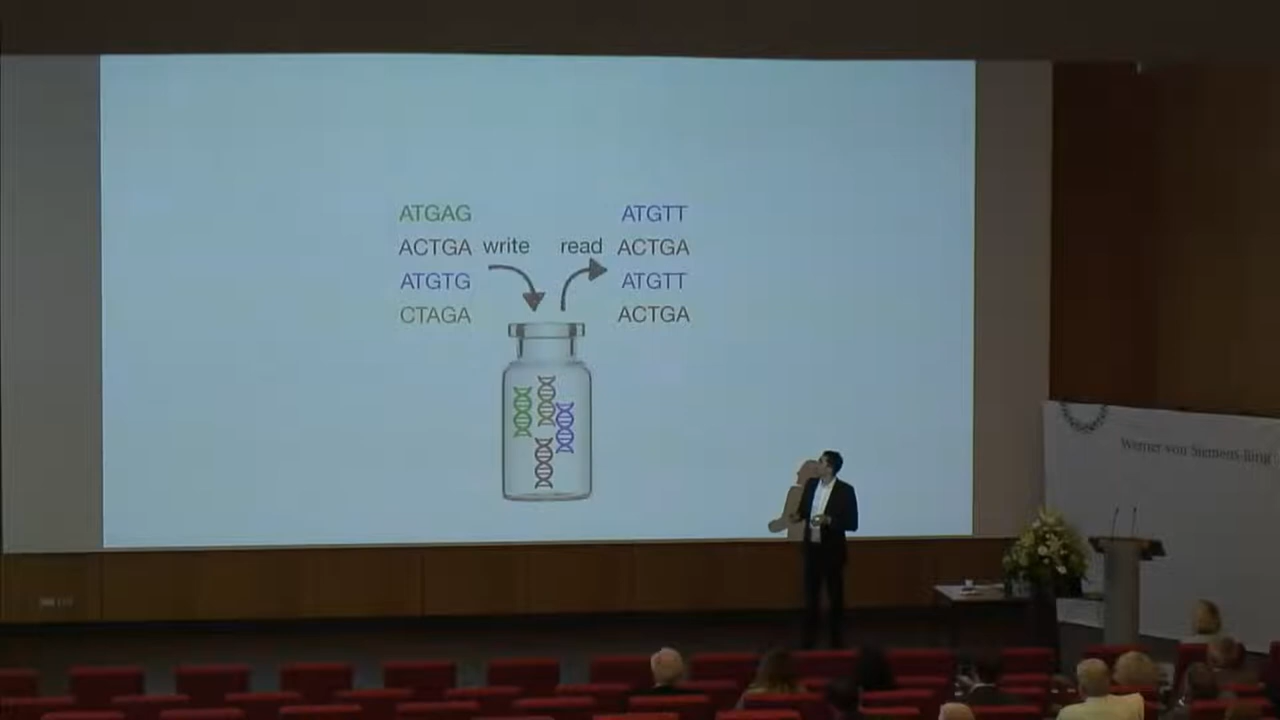 ATGAG
ACTGA
ATGTG
CTAGA
write
read
ATGTT
ACTGA
ATGTT
ACTGA
Werner von Siemens-Ring